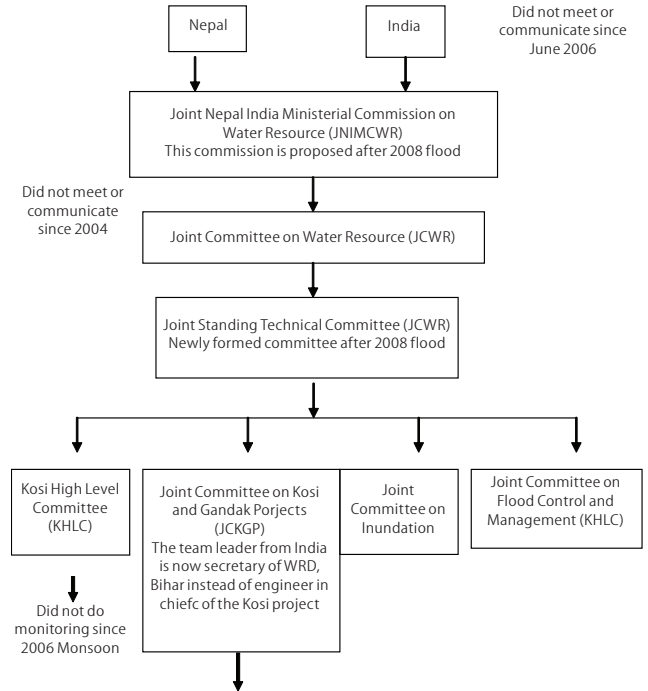 Nepal
India
Did not meet or
communicate since
June 2006
Joint Nepal India Ministerial Commission on
Water Resource (JNIMCWR)
This commission is proposed after 2008 flood
Did not meet or
communicate
since 2004
Joint Committee on Water Resource (JCWR)
Joint Standing Technical Committee (JCWR)
Newly formed committee after 2008 flood
Kosi High Level
Committee
(KHLC)
Joint Committee on Kosi
and Gandak Porjects
(JCKGP)
The team leader from India
is now secretary of WRD,
Bihar instead of engineer in
chiefc of the Kosi project
Joint
Committee on
Inundation
Joint Committee on
Flood Control and
Management (KHLC)
Did not do
monitoring since
2006 Monsoon